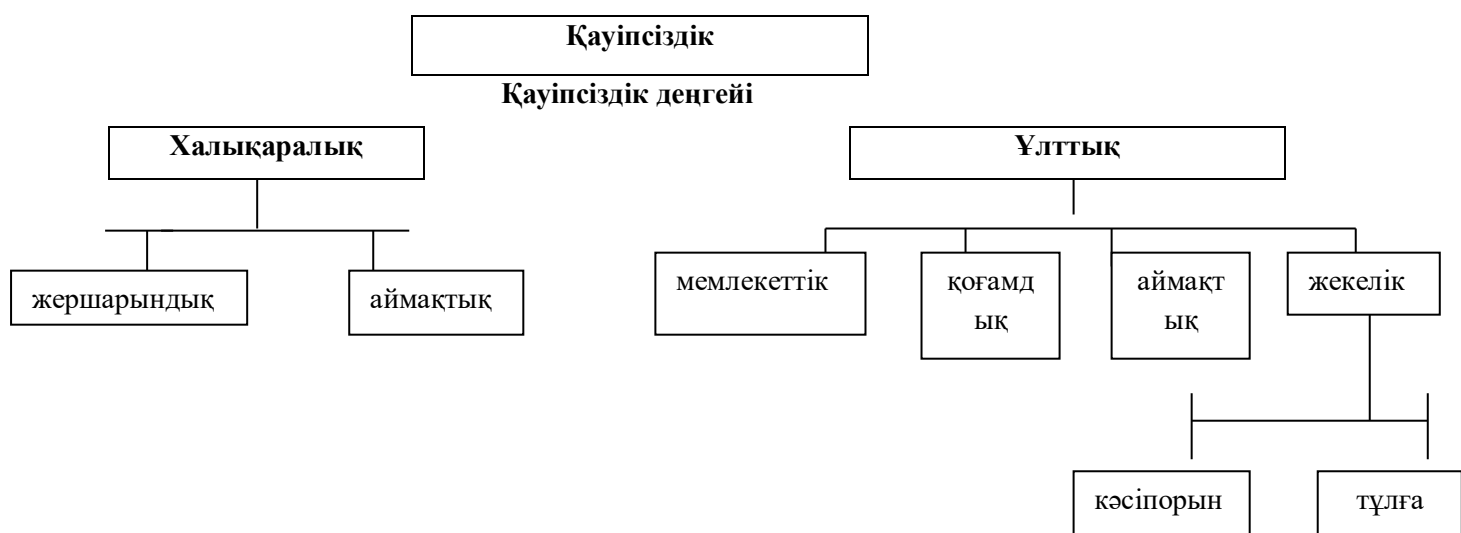 Қауіпсіздік
Қауіпсіздік деңгейі
Халықаралық
Ұлттық
жершарындық
аймақтық
мемлекеттік
қоғамд
ық
аймақт
ық
жекелік
кәсіпорын
тұлға